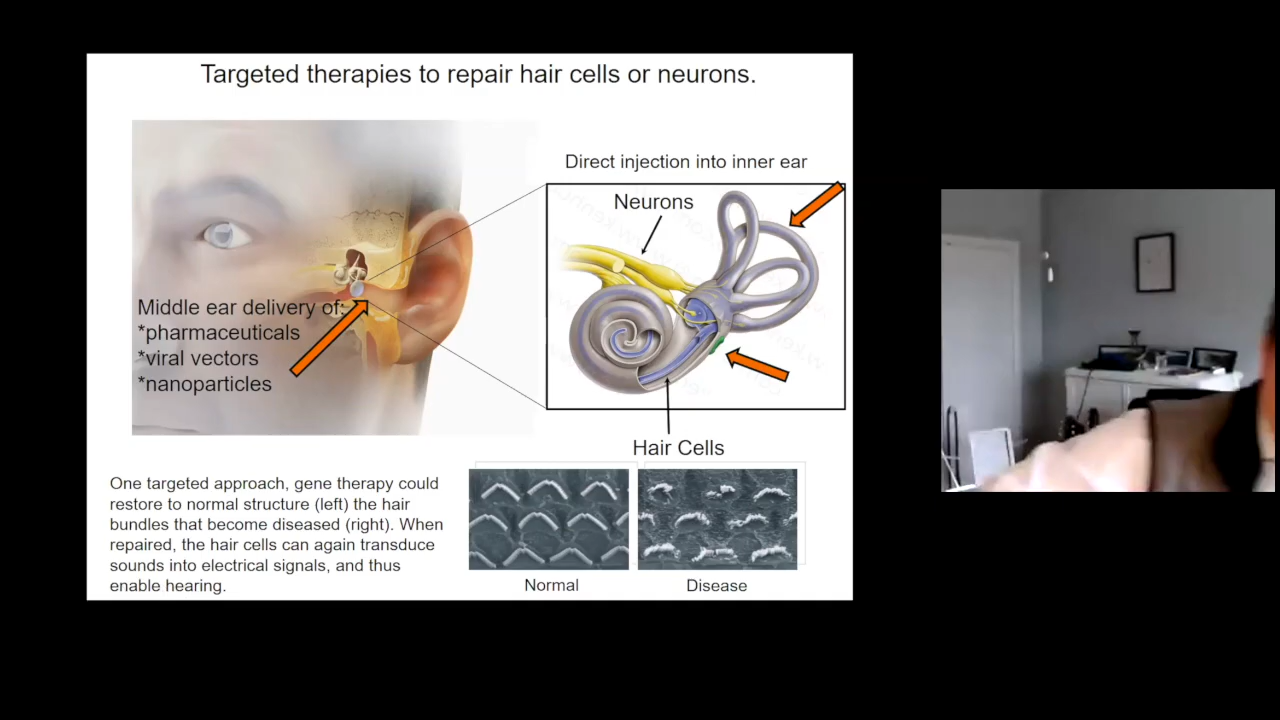 Targeted therapies to repair hair cells or neurons.
Direct injection into inner ear
Neurons
Middle ear delivery of:
*pharmaceuticals
*viral vectors
*nanoparticles
Hair Cells
One targeted approach, gene therapy could
restore to normal structure (left) the hair
bundles that become diseased (right). When
repaired, the hair cells can again transduce
sounds into electrical signals, and thus
enable hearing.
Normal
Disease